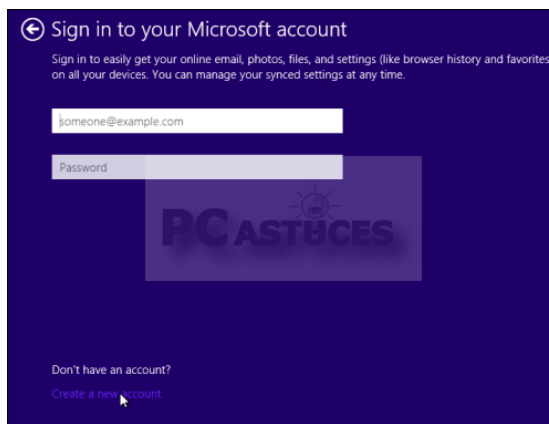 Sign in to your Microsoft account
Sign in to easily get your online email, photos, files, and settings (like browser history and favorites
on all your devices. You can manage your synced settings at any time.
someone@example.com
Password
PC ASTUCES
Don't have an account?
Create a new account